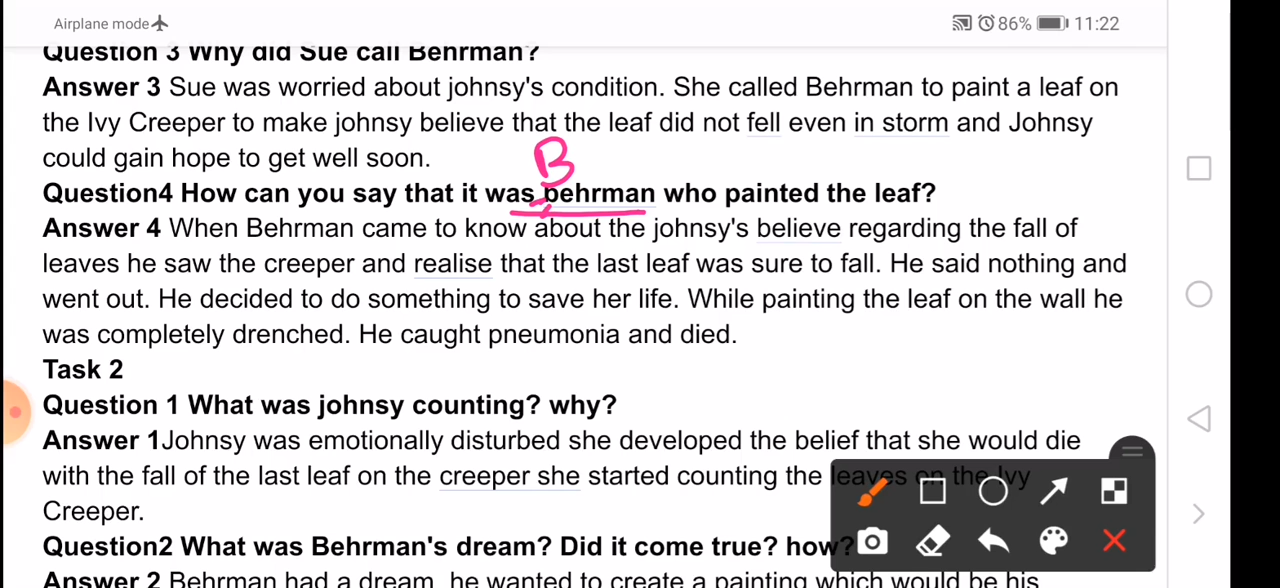 Airplane mode 86% 11:22
Question 3 Why did Sue call Behrman?
Answer 3 Sue was worried about johnsy's condition. She called Behrman to paint a leaf on
the Ivy Creeper to make johnsy believe that the leaf did not fell even in storm and Johnsy
could gain hope to get well soon.
B
Question4 How can you say that it was behrman who painted the leaf?
Answer 4 When Behrman came to know about the johnsy's believe regarding the fall of
leaves he saw the creeper and realise that the last leaf was sure to fall. He said nothing and
went out. He decided to do something to save her life. While painting the leaf on the wall he
was completely drenched. He caught pneumonia and died.
Task 2
Question 1 What was johnsy counting? why?
Answer 1Johnsy was emotionally disturbed she developed the belief that she would die
with the fall of the last leaf on the creeper she started counting the leaves on the Ivy
Creeper.
Question2 What was Behrman's dream? Did it come true? how?
Answer 2 Behrman had a dream, he wanted to create a painting which would be his